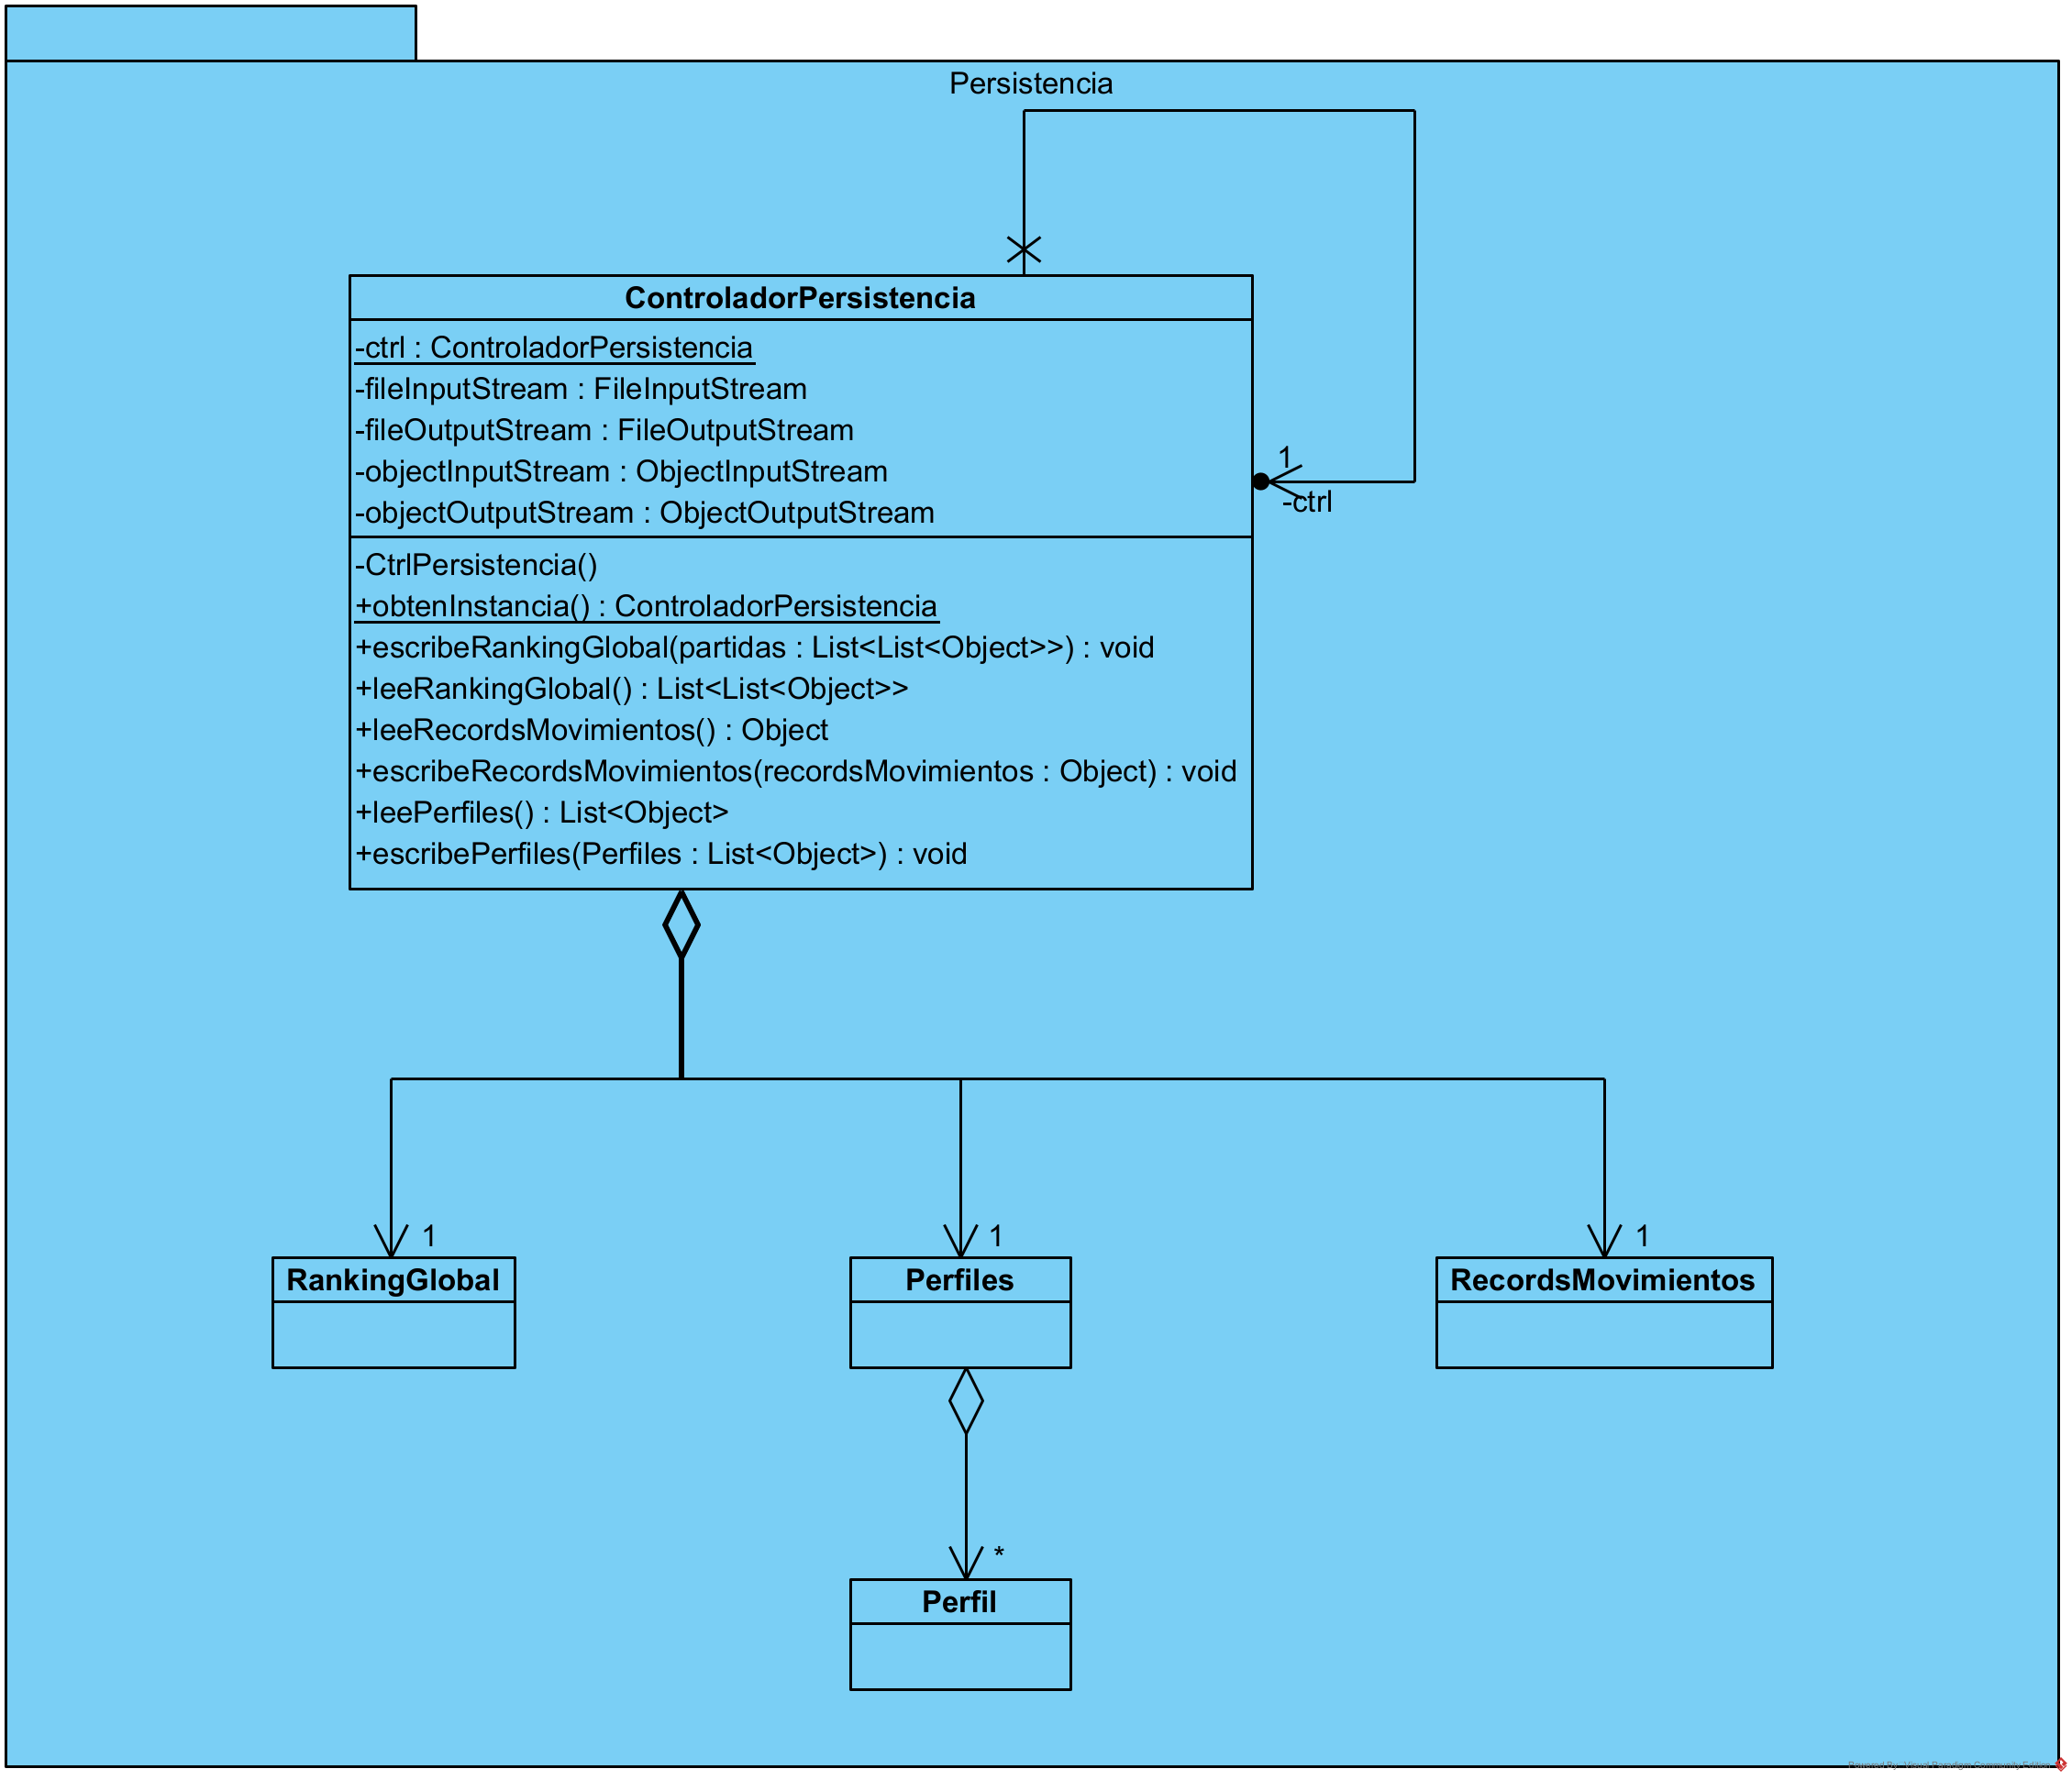 Persistencia
ControladorPersistencia
-ctrl : ControladorPersistencia
-fileInputStream : FileInputStream
-fileOutputStream : FileOutputStream
-objectInputStream : ObjectInputStream
-objectOutputStream : ObjectOutputStream
1
-ctrl
-CtrlPersistencia()
+obtenInstancia() : ControladorPersistencia
+escribeRankingGlobal(partidas : List<List<Object>>) : void
+leeRankingGlobal() : List<List<Object>>
+leeRecordsMovimientos() : Object
+escribeRecordsMovimientos(recordsMovimientos : Object) : void
+leePerfiles() : List<Object>
+escribePerfiles(Perfiles : List<Object>) : void
1
1
1
RankingGlobal
Perfiles
RecordsMovimientos
*
Perfil
Powered By Visual Paradigm Community Edition